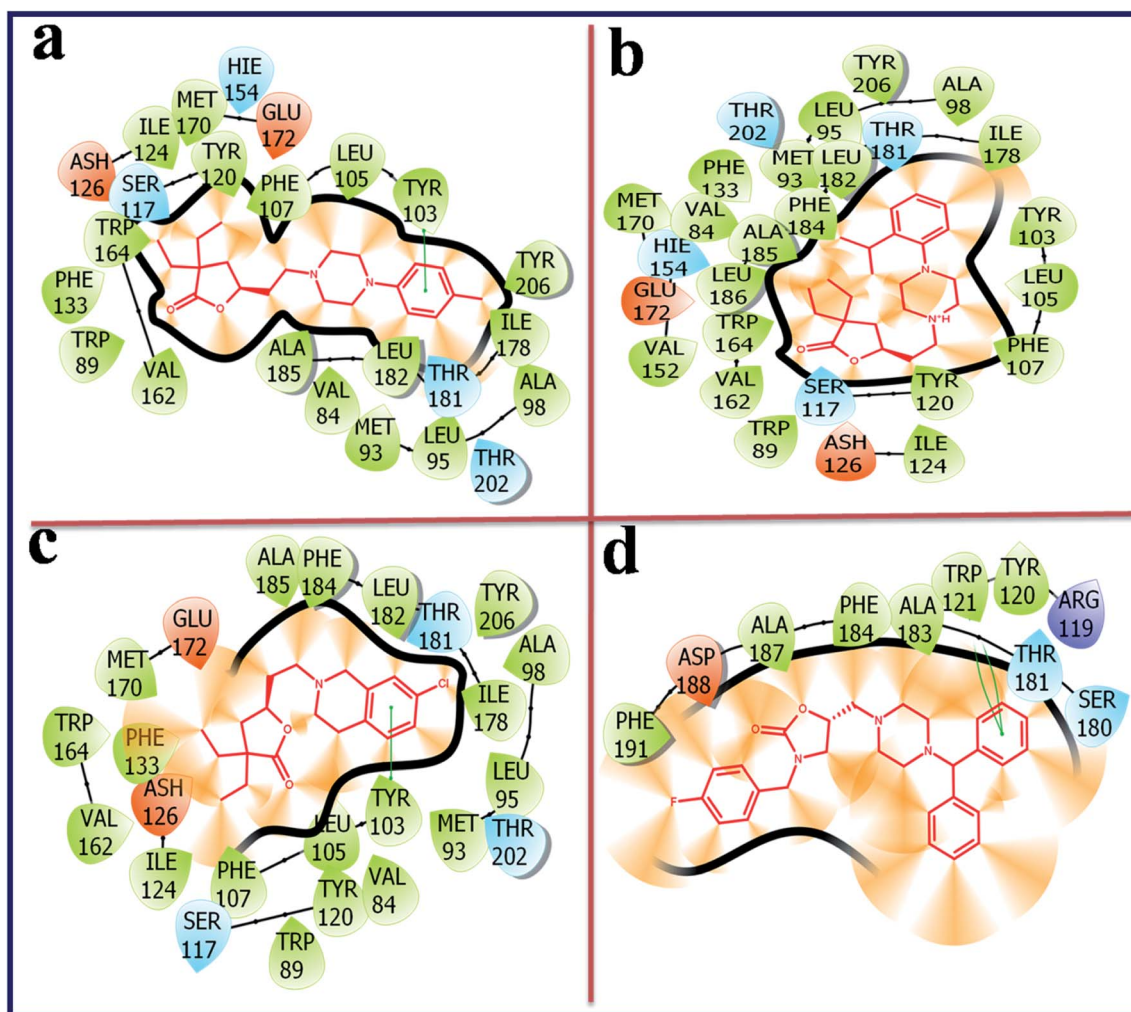 a
HIE
154
MET
170
GLU
172
ILE
124
ASH
126
TYR
120
LEU
105
SER
117
PHE
107
TYR
103
TRP
164
N
N
O
O
TYR
206
PHE
133
ILE
178
TRP
89
ALA
185
LEU
182
VAL
162
VAL
84
THR
181
ALA
98
MET
93
LEU
95
THR
202
b
TYR
206
ALA
98
THR
202
LEU
95
THR
181
ILE
178
PHE
133
MET
93
LEU
182
MET
170
VAL
84
PHE
184
TYR
103
HIE
154
ALA
185
N
LEU
105
GLU
172
LEU
186
N+H
TRP
164
O
O
PHE
107
VAL
152
VAL
162
SER
117
TYR
120
TRP
89
ASH
126
ILE
124
c
ALA
185
PHE
184
LEU
182
THR
181
TYR
206
GLU
172
ALA
98
MET
170
N
Cl
ILE
178
TRP
164
PHE
133
O
O
ASH
126
LEU
95
TYR
103
VAL
162
LEU
105
MET
93
THR
202
ILE
124
PHE
107
TYR
120
VAL
84
SER
117
TRP
89
d
TRP
121
TYR
120
ARG
119
ALA
187
PHE
184
ALA
183
ASP
188
THR
181
SER
180
PHE
191
O
O
N
N
N
F